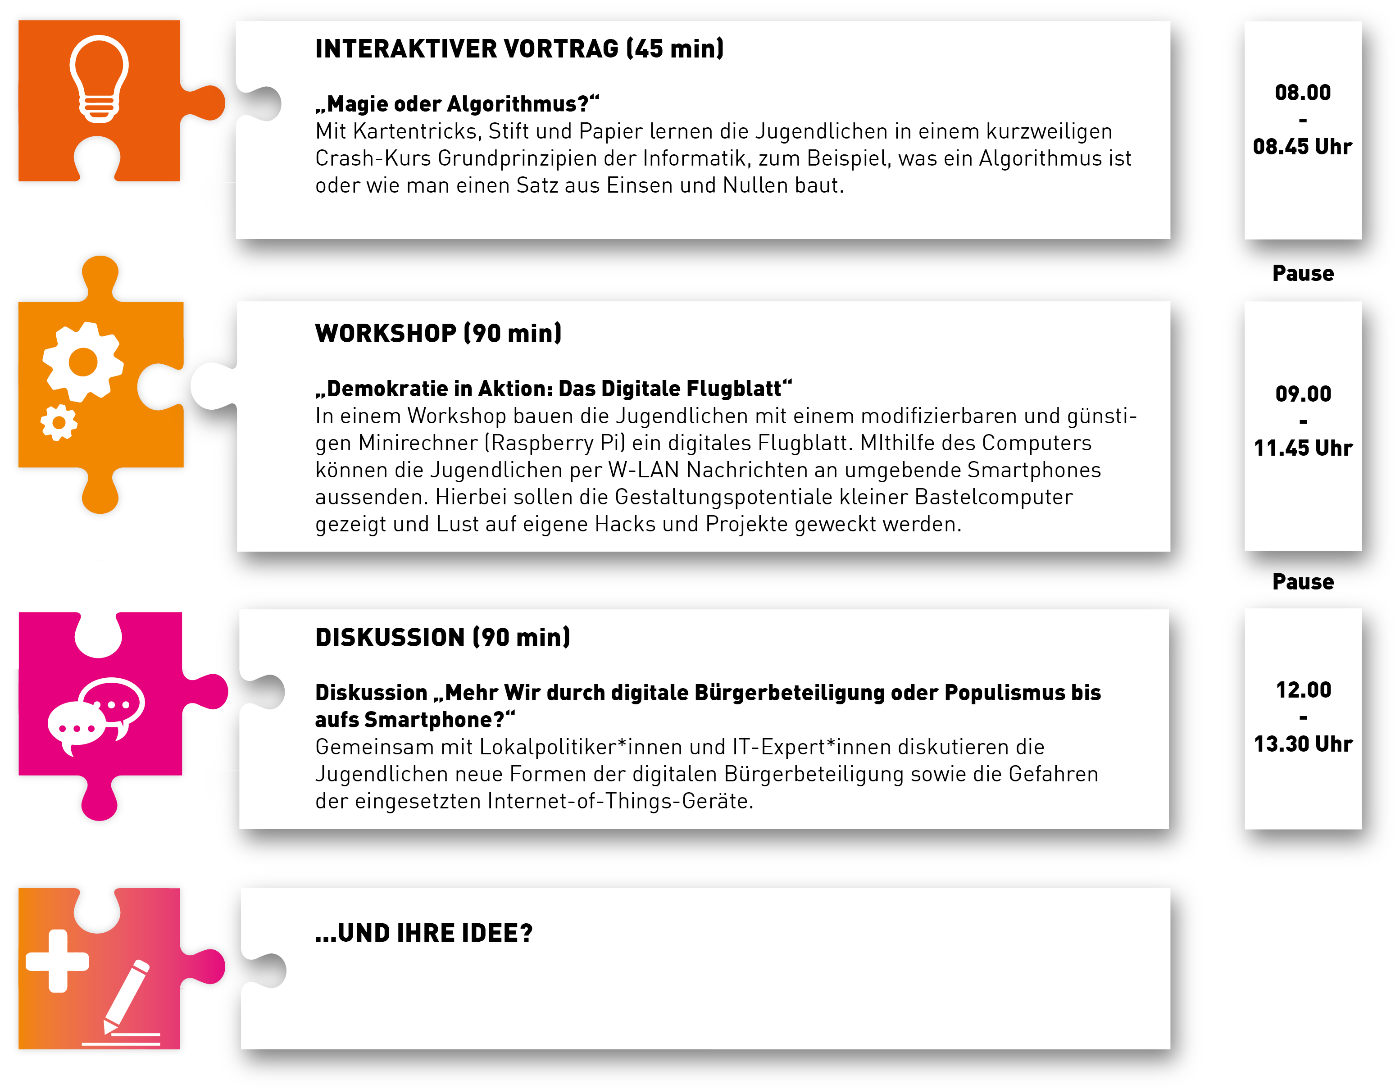 INTERAKTIVER VORTRAG (45 min)
„Magie oder Algorithmus?“
Mit Kartentricks, Stift und Papier lernen die Jugendlichen in einem kurzweiligen
Crash-Kurs Grundprinzipien der Informatik, zum Beispiel, was ein Algorithmus ist
oder wie man einen Satz aus Einsen und Nullen baut.
08.00
-
08.45 Uhr
Pause
WORKSHOP (90 min)
„Demokratie in Aktion: Das Digitale Flugblatt“
In einem Workshop bauen die Jugendlichen mit einem modifizierbaren und günsti-
gen Minirechner (Raspberry Pi) ein digitales Flugblatt. MIthilfe des Computers
können die Jugendlichen per W-LAN Nachrichten an umgebende Smartphones
aussenden. Hierbei sollen die Gestaltungspotentiale kleiner Bastelcomputer
gezeigt und Lust auf eigene Hacks und Projekte geweckt werden.
09.00
-
11.45 Uhr
Pause
DISKUSSION (90 min)
Diskussion „Mehr Wir durch digitale Bürgerbeteiligung oder Populismus bis
aufs Smartphone?“
Gemeinsam mit Lokalpolitiker*innen und IT-Expert*innen diskutieren die
Jugendlichen neue Formen der digitalen Bürgerbeteiligung sowie die Gefahren
der eingesetzten Internet-of-Things-Geräte.
12.00
-
13.30 Uhr
...UND IHRE IDEE?